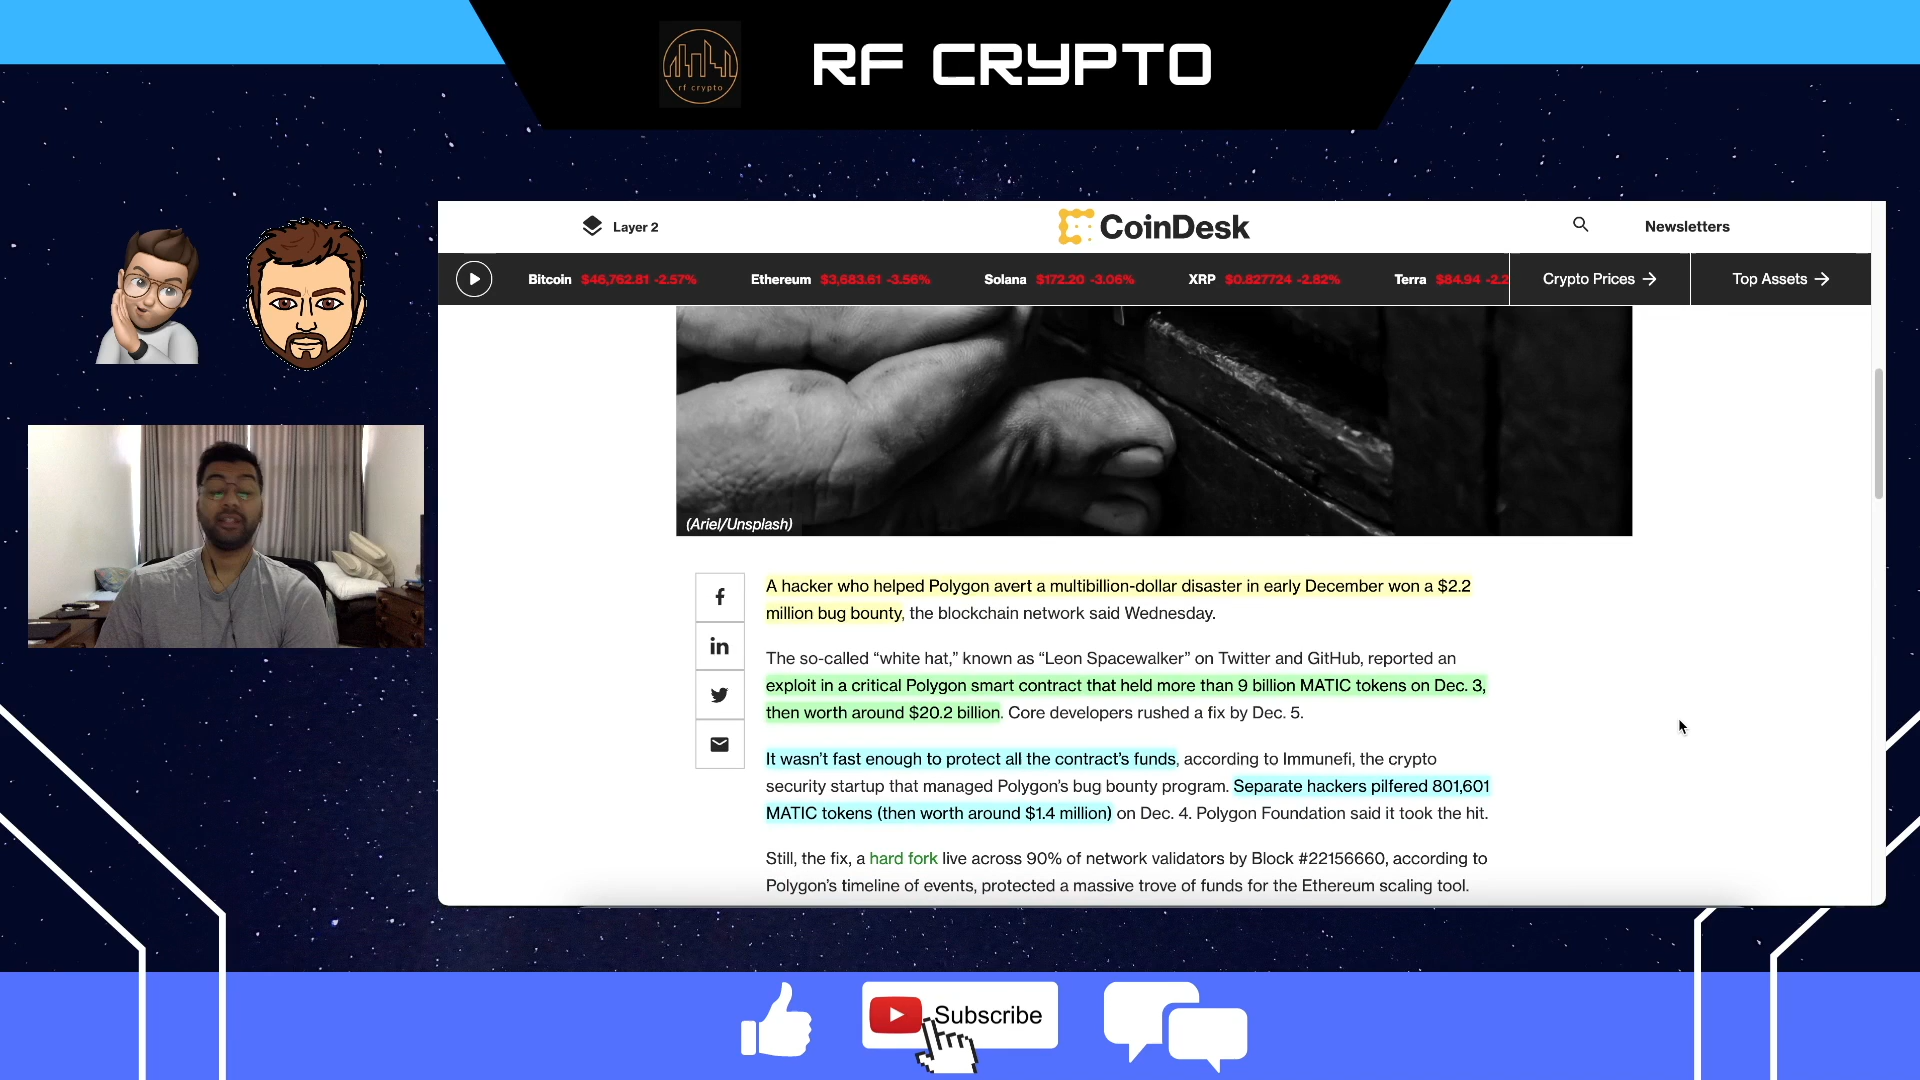 RF CRYPTO
rf crypto
Layer 2
CoinDesk
Newsletters
Bitcoin $46,762.81 -2.57% Ethereum $3,683.61 -3.56% Solana $172.20 -3.06% XRP $0.827724 -2.82% Terra $84.94 -2.2
Crypto Prices →
Top Assets →
(Ariel/Unsplash)
A hacker who helped Polygon avert a multibillion-dollar disaster in early December won a $2.2
million bug bounty, the blockchain network said Wednesday.
The so-called “white hat,” known as “Leon Spacewalker” on Twitter and GitHub, reported an
exploit in a critical Polygon smart contract that held more than 9 billion MATIC tokens on Dec. 3,
then worth around $20.2 billion. Core developers rushed a fix by Dec. 5.
It wasn’t fast enough to protect all the contract’s funds, according to Immunefi, the crypto
security startup that managed Polygon’s bug bounty program. Separate hackers pilfered 801,601
MATIC tokens (then worth around $1.4 million) on Dec. 4. Polygon Foundation said it took the hit.
Still, the fix, a hard fork live across 90% of network validators by Block #22156660, according to
Polygon’s timeline of events, protected a massive trove of funds for the Ethereum scaling tool.
Subscribe